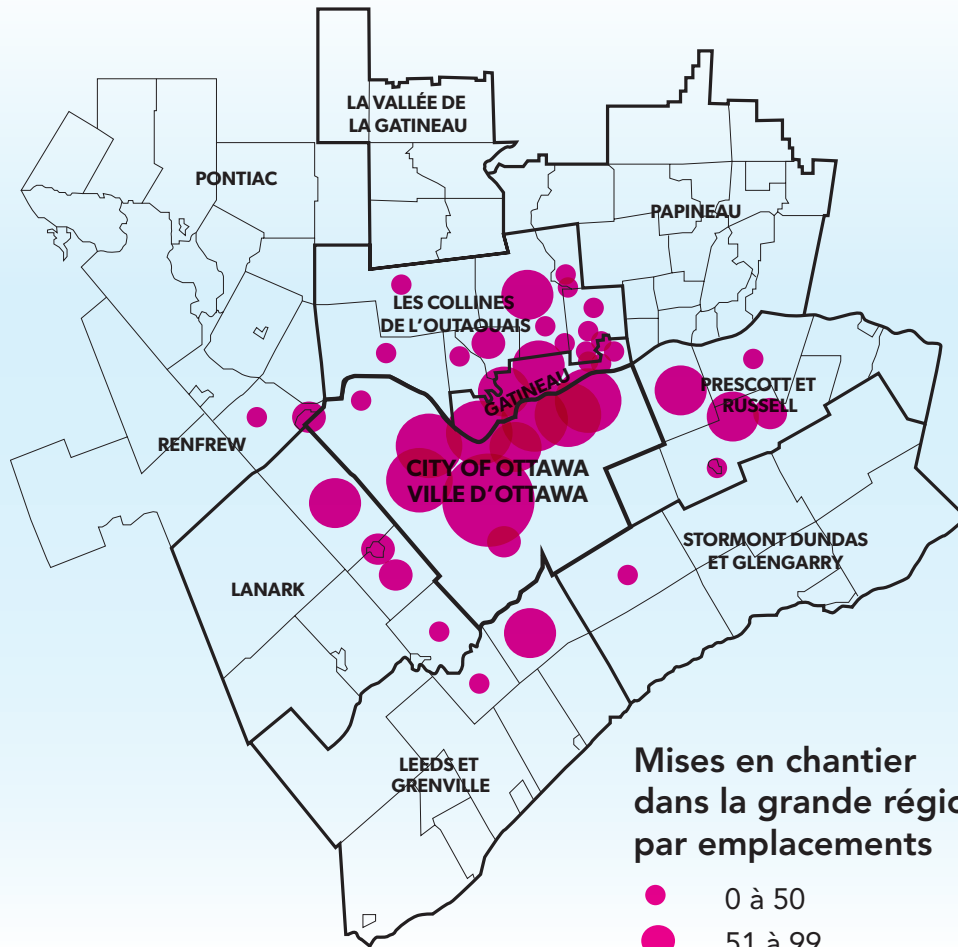 LA VALLÉE DE
LA GATINEAU
PONTIAC
PAPINEAU
LES COLLINES
DE L'OUTAOUAIS
GATINEAU
PRESCOTT ET
RUSSELL
RENFREW
CITY OF OTTAWA
VILLE D'OTTAWA
STORMONT DUNDAS
ET GLENGARRY
LANARK
LEEDS ET
GRENVILLE
Mises en chantier
dans la grande
par emplacements
0 à 50
51 à 99